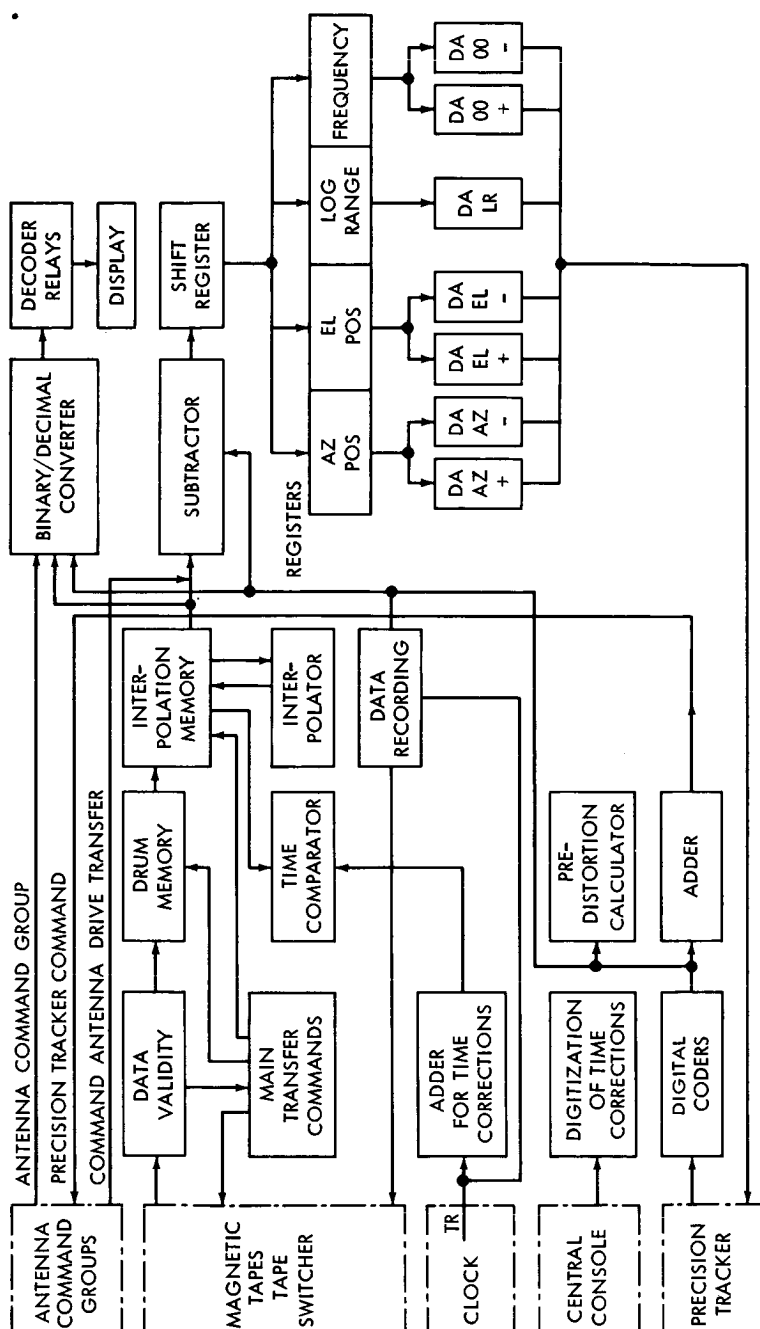 ANTENNA
COMMAND
GROUPS
MAGNETIC
TAPES
TAPE
SWITCHER
CLOCK
TR
CENTRAL
CONSOLE
PRECISION
TRACKER
ANTENNA COMMAND GROUP
PRECISION TRACKER COMMAND
COMMAND ANTENNA DRIVE TRANSFER
DATA
VALIDITY
MAIN
TRANSFER
COMMANDS
ADDER
FOR TIME
CORRECTIONS
DIGITIZATION
OF TIME
CORRECTIONS
DIGITAL
CODERS
DRUM
MEMORY
TIME
COMPARATOR
PRE-
DISTORTION
CALCULATOR
ADDER
INTER-
POLATION
MEMORY
INTER-
POLATOR
DATA
RECORDING
BINARY/DECIMAL
CONVERTER
SUBTRACTOR
DECODER
RELAYS
DISPLAY
SHIFT
REGISTER
REGISTERS
AZ
POS
EL
POS
LOG
RANGE
FREQUENCY
DA
AZ
+
DA
AZ
-
DA
EL
+
DA
EL
-
DA
LR
DA
00
+
DA
00
-